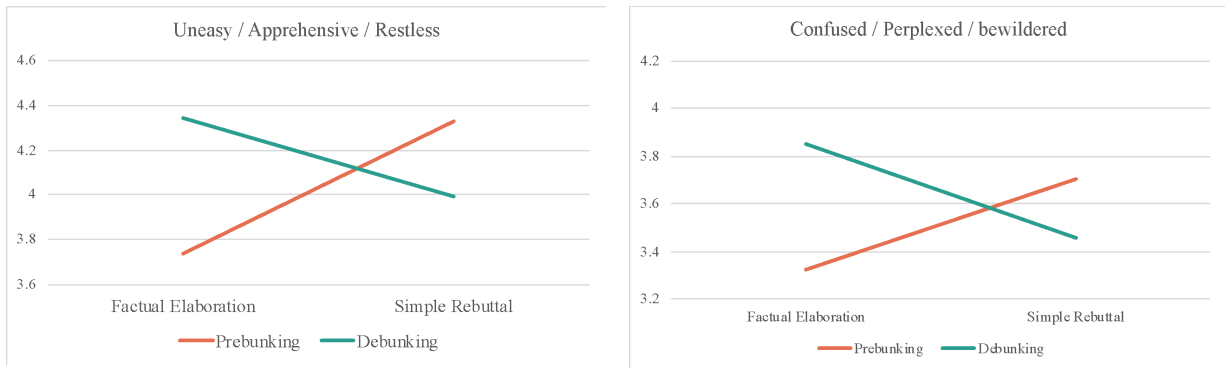 Uneasy / Apprehensive / Restless
4.6
4.4
4.2
4
3.8
3.6
Factual Elaboration Simple Rebuttal
Prebunking Debunking
Confused / Perplexed / bewildered
4.2
4
3.8
3.6
3.4
3.2
Factual Elaboration Simple Rebuttal
Prebunking Debunking